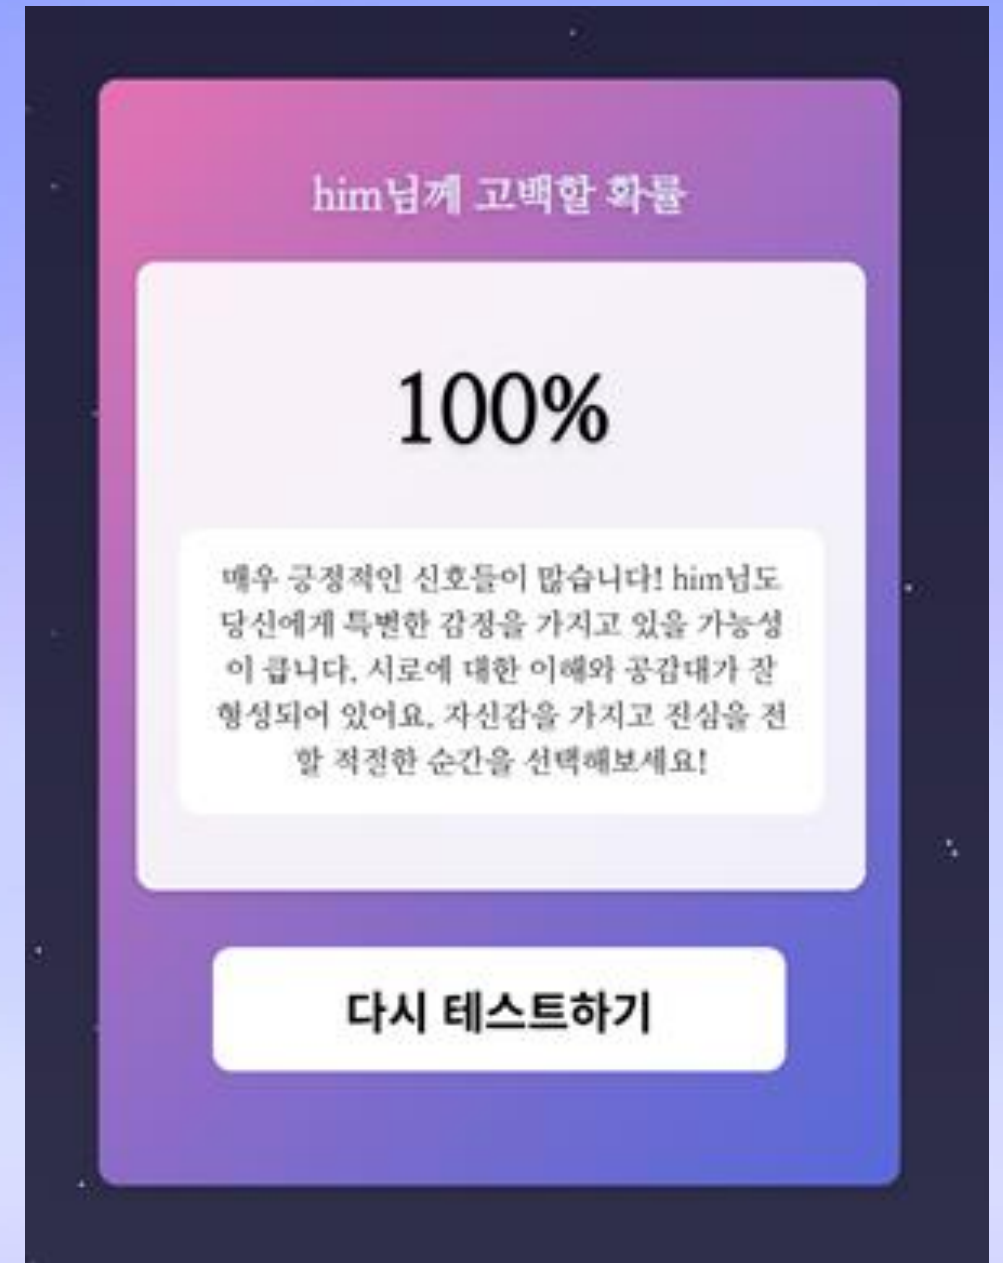 him님께 고백할 확률
100%
매우 긍정적인 신호들이 많습니다! him님도
당신에게 특별한 감정을 가지고 있을 가능성
이 큽니다. 서로에 대한 이해와 공감대가 잘
형성되어 있어요. 자신감을 가지고 진심을 전
할 적절한 순간을 선택해보세요!
다시 테스트하기